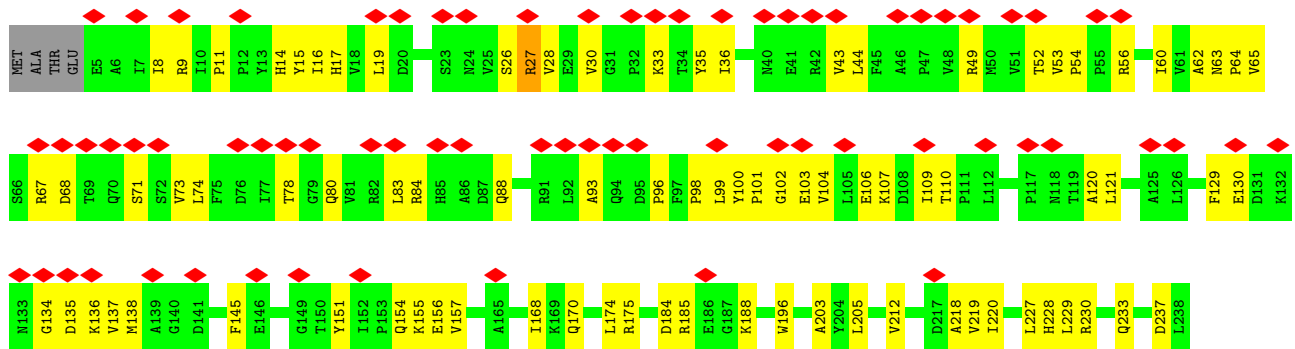 MET ALA THR GLU E5 A6 I7 I8 R9 I10 P11 P12 Y13 H14 Y15 I16 H17 V18 L19 D20 S23 N24 V25 S26 R27 V28 E29 V30 G31 P32 K33 T34 Y35 I36 N40 E41 R42 V43 L44 F45 A46 P47 V48 R49 M50 V51 T52 V53 P54 P55 R56 I60 V61 A62 N63 P64 V65
S66 R67 D68 T69 Q70 S71 S72 V73 L74 F75 D76 I77 T78 G79 Q80 V81 R82 L83 R84 H85 A86 D87 Q88 R91 L92 A93 Q94 D95 P96 F97 P98 L99 Y100 P101 G102 E103 V104 L105 E106 K107 D108 I109 T110 P111 L112 P117 N118 T119 A120 L121 A125 L126 F129 E130 D131 K132
N133 G134 D135 K136 V137 M138 A139 G140 D141 F145 E146 G149 T150 Y151 I152 P153 Q154 K155 E156 V157 A165 I168 K169 Q170 L174 R175 D184 R185 E186 G187 K188 W196 A203 Y204 L205 V212 D217 A218 V219 I220 L227 H228 L229 R230 Q233 D237 L238